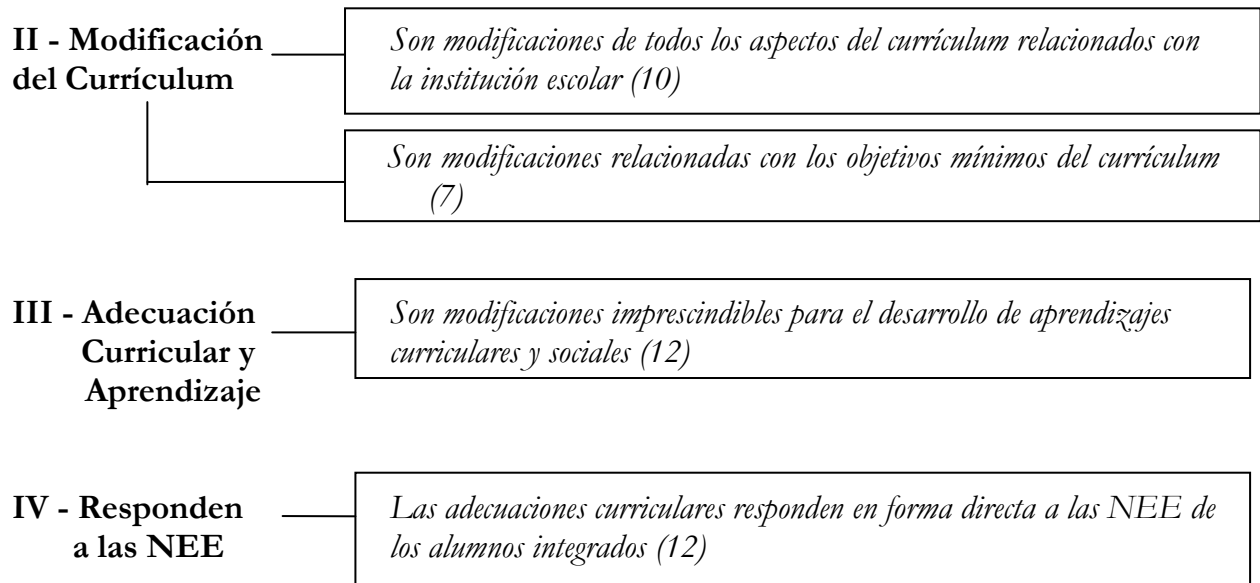 II - Modificación
del Currículum
Son modificaciones de todos los aspectos del currículum relacionados con
la institución escolar (10)
Son modificaciones relacionadas con los objetivos mínimos del currículum
(7)
III - Adecuación
Curricular y
Aprendizaje
Son modificaciones imprescindibles para el desarrollo de aprendizajes
curriculares y sociales (12)
IV - Responden
a las NEE
Las adecuaciones curriculares responden en forma directa a las NEE de
los alumnos integrados (12)